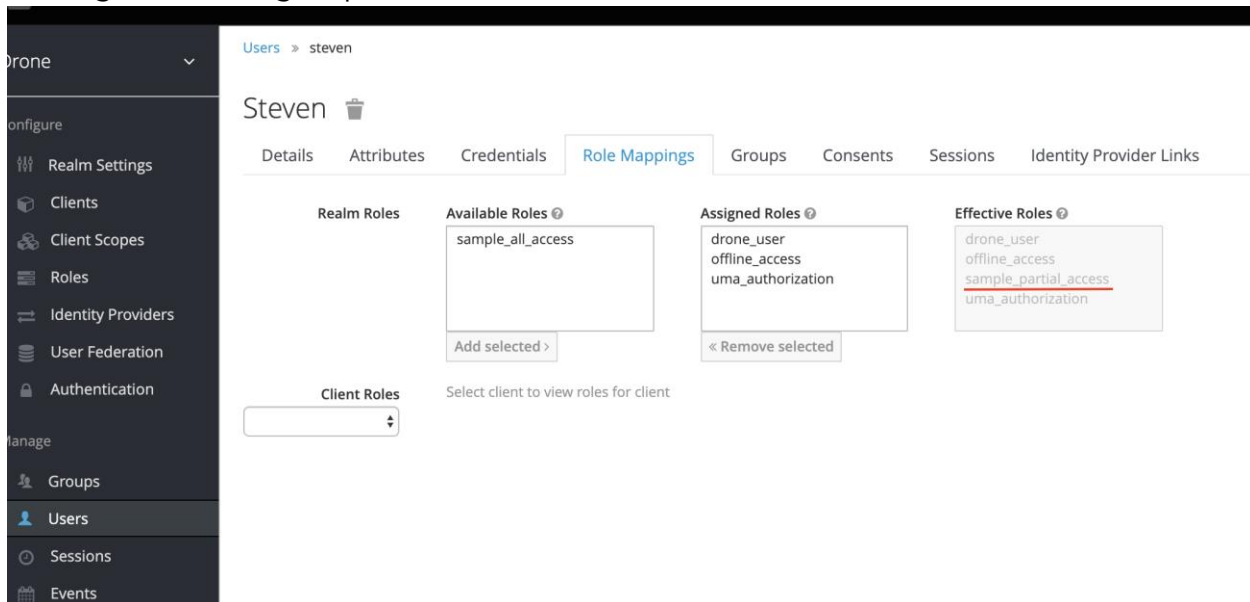 Drone
Users » steven
Steven
Configure
Realm Settings
Clients
Client Scopes
Roles
Identity Providers
User Federation
Authentication
Manage
Groups
Users
Sessions
Events
Details Attributes Credentials Role Mappings Groups Consents Sessions Identity Provider Links
Realm Roles
Available Roles
sample_all_access
Add selected >
Assigned Roles
drone_user
offline_access
uma_authorization
« Remove selected
Effective Roles
drone_user
offline_access
sample_partial_access
uma_authorization
Client Roles
Select client to view roles for client